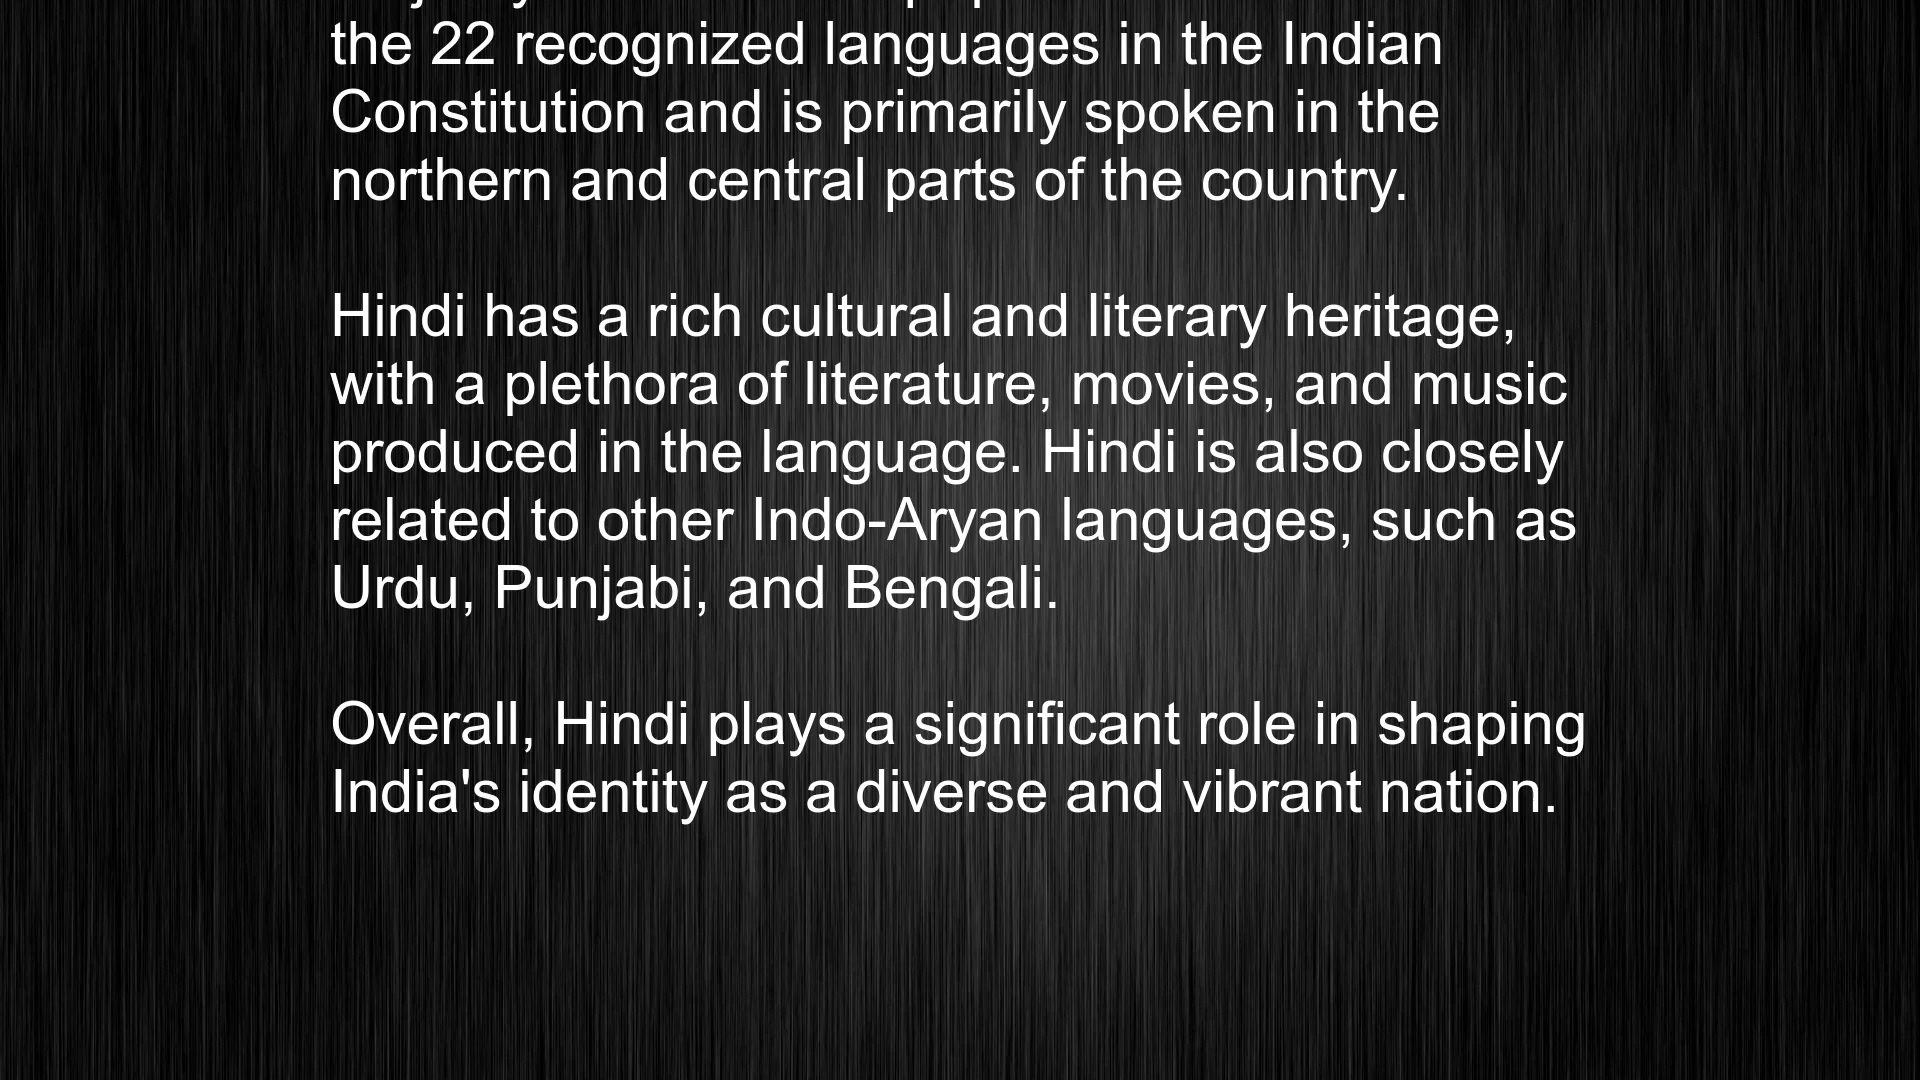 the 22 recognized languages in the Indian
Constitution and is primarily spoken in the
northern and central parts of the country.
Hindi has a rich cultural and literary heritage,
with a plethora of literature, movies, and music
produced in the language. Hindi is also closely
related to other Indo-Aryan languages, such as
Urdu, Punjabi, and Bengali.
Overall, Hindi plays a significant role in shaping
India's identity as a diverse and vibrant nation.